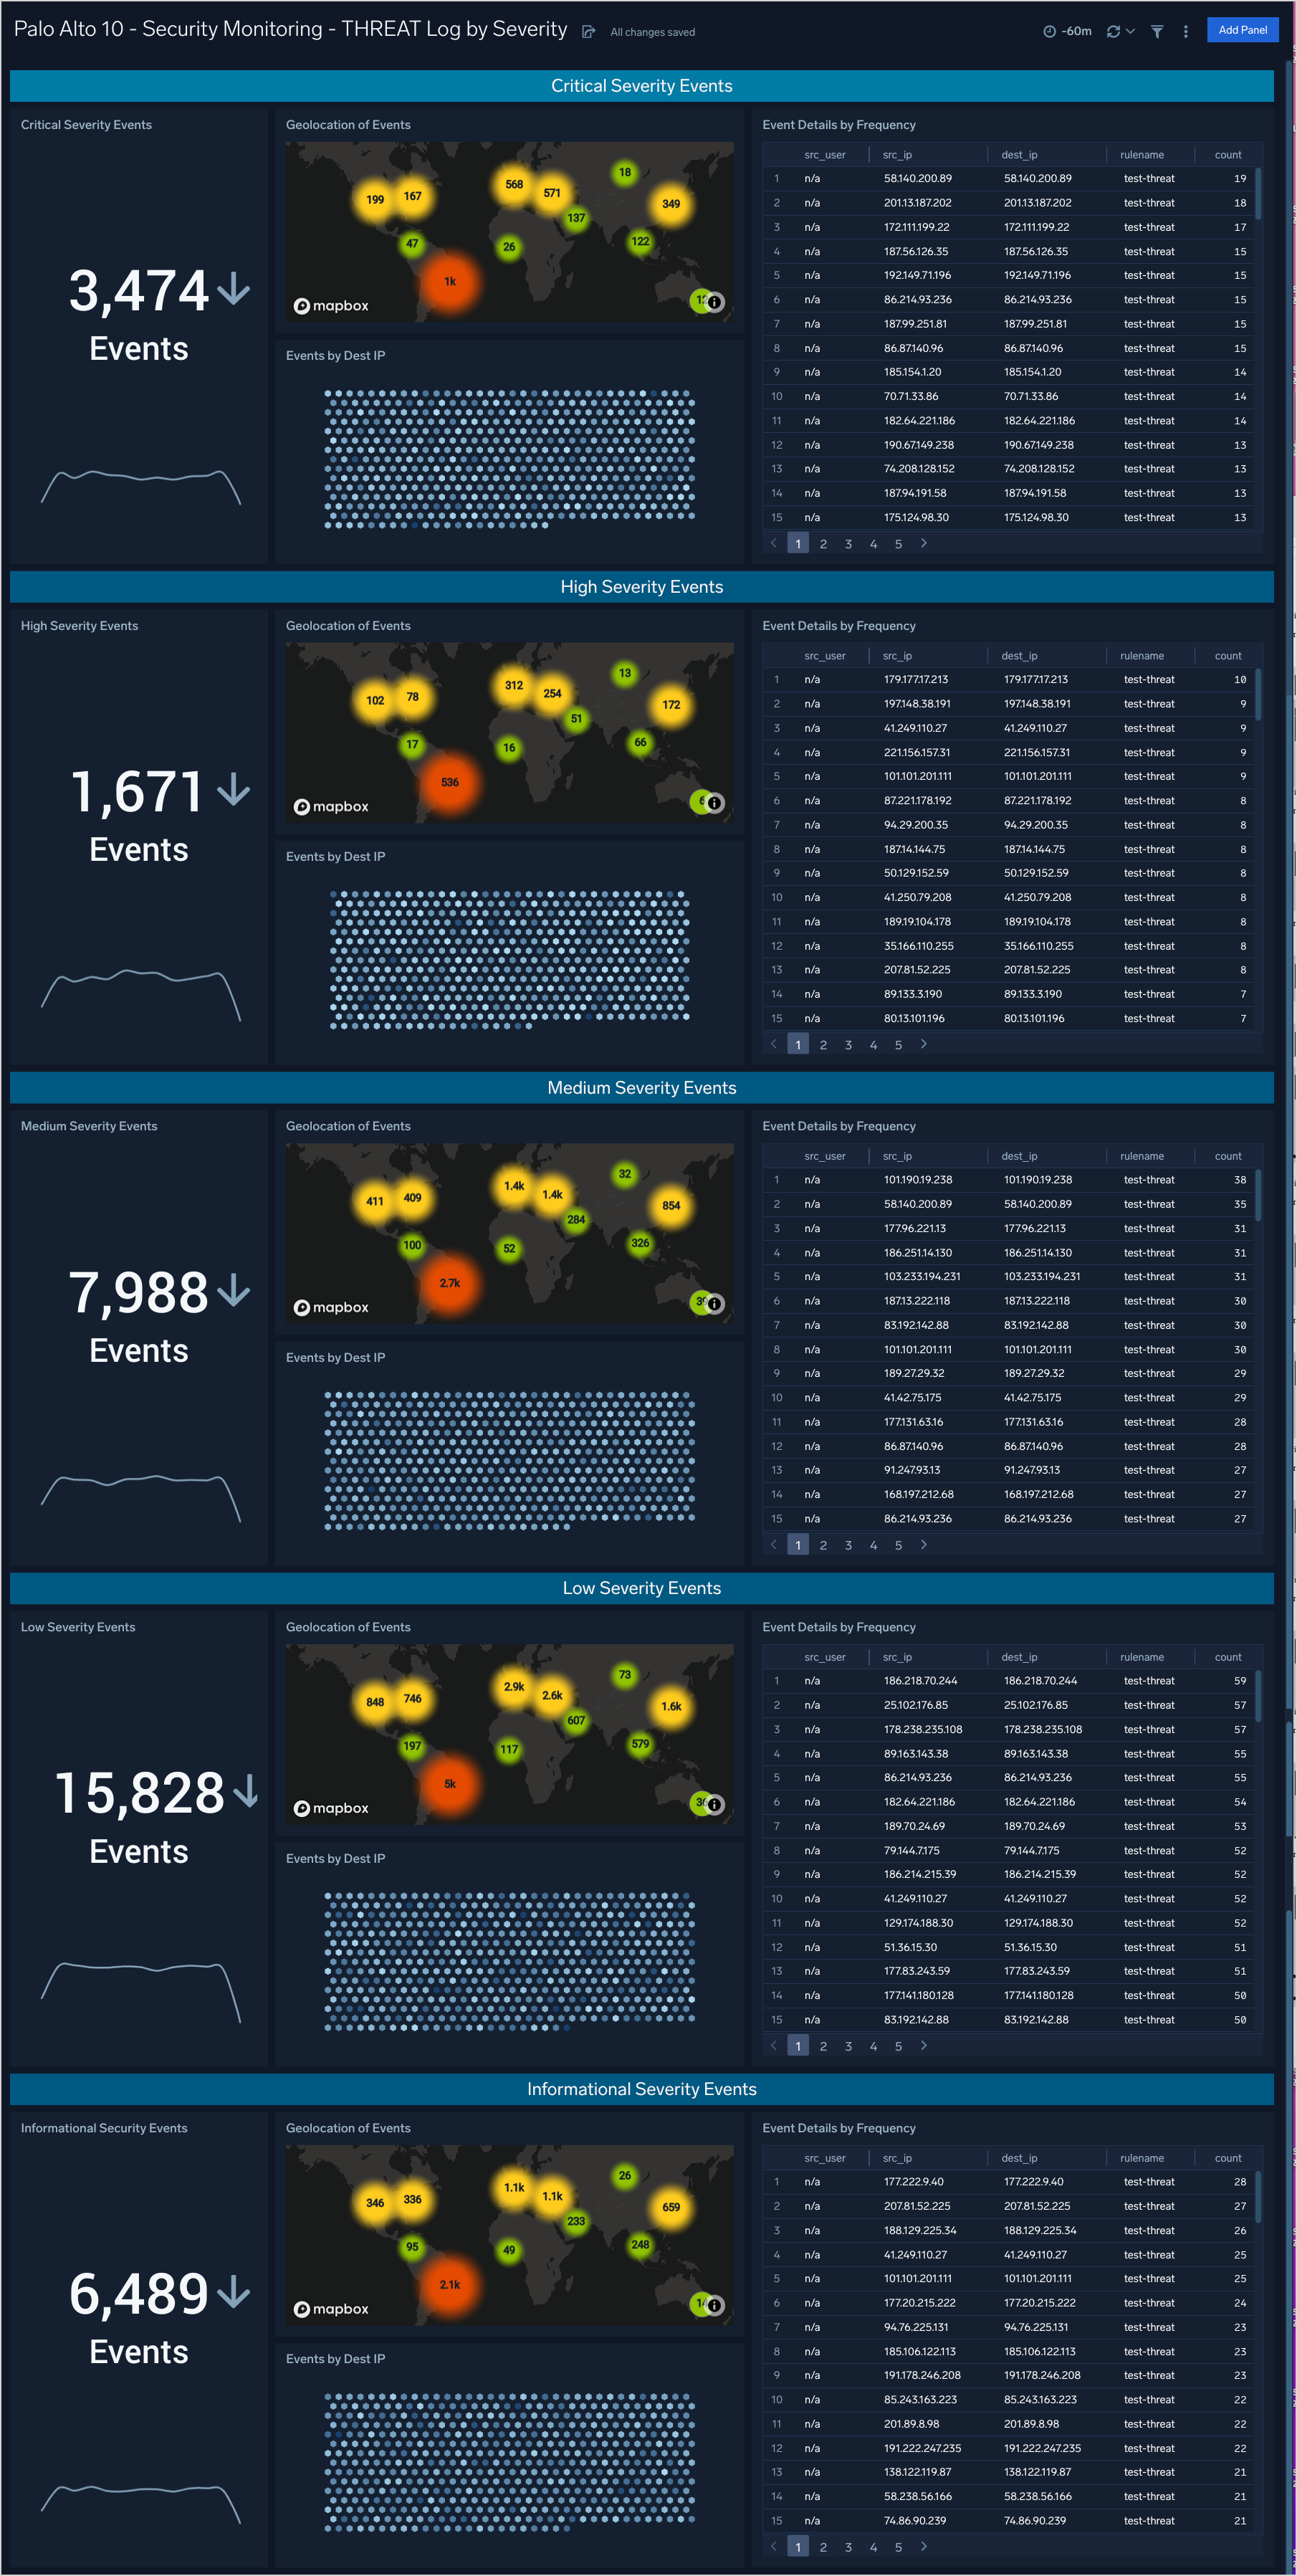 Palo Alto 10 - Security Monitoring - THREAT Log by Severity All changes saved -60m Add Panel
Critical Severity Events
Critical Severity Events
3,474
Events
Geolocation of Events
199 167 568 571 18 349
137 47 26 122
1k
mapbox
Events by Dest IP
Event Details by Frequency
src_user src_ip dest_ip rulename count
1 n/a 58.140.200.89 58.140.200.89 test-threat 19
2 n/a 201.13.187.202 201.13.187.202 test-threat 18
3 n/a 172.111.199.22 172.111.199.22 test-threat 17
4 n/a 187.56.126.35 187.56.126.35 test-threat 15
5 n/a 192.149.71.196 192.149.71.196 test-threat 15
6 n/a 86.214.93.236 86.214.93.236 test-threat 15
7 n/a 187.99.251.81 187.99.251.81 test-threat 15
8 n/a 86.87.140.96 86.87.140.96 test-threat 15
9 n/a 185.154.1.20 185.154.1.20 test-threat 14
10 n/a 70.71.33.86 70.71.33.86 test-threat 14
11 n/a 182.64.221.186 182.64.221.186 test-threat 14
12 n/a 190.67.149.238 190.67.149.238 test-threat 13
13 n/a 74.208.128.152 74.208.128.152 test-threat 13
14 n/a 187.94.191.58 187.94.191.58 test-threat 13
15 n/a 175.124.98.30 175.124.98.30 test-threat 13
1 2 3 4 5
High Severity Events
High Severity Events
1,671
Events
Geolocation of Events
102 78 312 254 13 172
51 17 16 66
536
mapbox
Events by Dest IP
Event Details by Frequency
src_user src_ip dest_ip rulename count
1 n/a 179.177.17.213 179.177.17.213 test-threat 10
2 n/a 197.148.38.191 197.148.38.191 test-threat 9
3 n/a 41.249.110.27 41.249.110.27 test-threat 9
4 n/a 221.156.157.31 221.156.157.31 test-threat 9
5 n/a 101.101.201.111 101.101.201.111 test-threat 9
6 n/a 87.221.178.192 87.221.178.192 test-threat 8
7 n/a 94.29.200.35 94.29.200.35 test-threat 8
8 n/a 187.14.144.75 187.14.144.75 test-threat 8
9 n/a 50.129.152.59 50.129.152.59 test-threat 8
10 n/a 41.250.79.208 41.250.79.208 test-threat 8
11 n/a 189.19.104.178 189.19.104.178 test-threat 8
12 n/a 35.166.110.255 35.166.110.255 test-threat 8
13 n/a 207.81.52.225 207.81.52.225 test-threat 8
14 n/a 89.133.3.190 89.133.3.190 test-threat 7
15 n/a 80.13.101.196 80.13.101.196 test-threat 7
1 2 3 4 5
Medium Severity Events
Medium Severity Events
7,988
Events
Geolocation of Events
411 409 1.4k 1.4k 32 854
284 100 52 326
2.7k
mapbox
Events by Dest IP
Event Details by Frequency
src_user src_ip dest_ip rulename count
1 n/a 101.190.19.238 101.190.19.238 test-threat 38
2 n/a 58.140.200.89 58.140.200.89 test-threat 35
3 n/a 177.96.221.13 177.96.221.13 test-threat 31
4 n/a 186.251.14.130 186.251.14.130 test-threat 31
5 n/a 103.233.194.231 103.233.194.231 test-threat 31
6 n/a 187.13.222.118 187.13.222.118 test-threat 30
7 n/a 83.192.142.88 83.192.142.88 test-threat 30
8 n/a 101.101.201.111 101.101.201.111 test-threat 30
9 n/a 189.27.29.32 189.27.29.32 test-threat 29
10 n/a 41.42.75.175 41.42.75.175 test-threat 29
11 n/a 177.131.63.16 177.131.63.16 test-threat 28
12 n/a 86.87.140.96 86.87.140.96 test-threat 28
13 n/a 91.247.93.13 91.247.93.13 test-threat 27
14 n/a 168.197.212.68 168.197.212.68 test-threat 27
15 n/a 86.214.93.236 86.214.93.236 test-threat 27
1 2 3 4 5
Low Severity Events
Low Severity Events
15,828
Events
Geolocation of Events
848 746 2.9k 2.6k 73 1.6k
607 197 117 579
5k
mapbox
Events by Dest IP
Event Details by Frequency
src_user src_ip dest_ip rulename count
1 n/a 186.218.70.244 186.218.70.244 test-threat 59
2 n/a 25.102.176.85 25.102.176.85 test-threat 57
3 n/a 178.238.235.108 178.238.235.108 test-threat 57
4 n/a 89.163.143.38 89.163.143.38 test-threat 55
5 n/a 86.214.93.236 86.214.93.236 test-threat 55
6 n/a 182.64.221.186 182.64.221.186 test-threat 54
7 n/a 189.70.24.69 189.70.24.69 test-threat 53
8 n/a 79.144.7.175 79.144.7.175 test-threat 52
9 n/a 186.214.215.39 186.214.215.39 test-threat 52
10 n/a 41.249.110.27 41.249.110.27 test-threat 52
11 n/a 129.174.188.30 129.174.188.30 test-threat 52
12 n/a 51.36.15.30 51.36.15.30 test-threat 51
13 n/a 177.83.243.59 177.83.243.59 test-threat 51
14 n/a 177.141.180.128 177.141.180.128 test-threat 50
15 n/a 83.192.142.88 83.192.142.88 test-threat 50
1 2 3 4 5
Informational Severity Events
Informational Security Events
6,489
Events
Geolocation of Events
346 336 1.1k 1.1k 26 659
233 95 49 248
2.1k
mapbox
Events by Dest IP
Event Details by Frequency
src_user src_ip dest_ip rulename count
1 n/a 177.222.9.40 177.222.9.40 test-threat 28
2 n/a 207.81.52.225 207.81.52.225 test-threat 27
3 n/a 188.129.225.34 188.129.225.34 test-threat 26
4 n/a 41.249.110.27 41.249.110.27 test-threat 25
5 n/a 101.101.201.111 101.101.201.111 test-threat 25
6 n/a 177.20.215.222 177.20.215.222 test-threat 24
7 n/a 94.76.225.131 94.76.225.131 test-threat 23
8 n/a 185.106.122.113 185.106.122.113 test-threat 23
9 n/a 191.178.246.208 191.178.246.208 test-threat 23
10 n/a 85.243.163.223 85.243.163.223 test-threat 22
11 n/a 201.89.8.98 201.89.8.98 test-threat 22
12 n/a 191.222.247.235 191.222.247.235 test-threat 22
13 n/a 138.122.119.87 138.122.119.87 test-threat 21
14 n/a 58.238.56.166 58.238.56.166 test-threat 21
15 n/a 74.86.90.239 74.86.90.239 test-threat 21
1 2 3 4 5